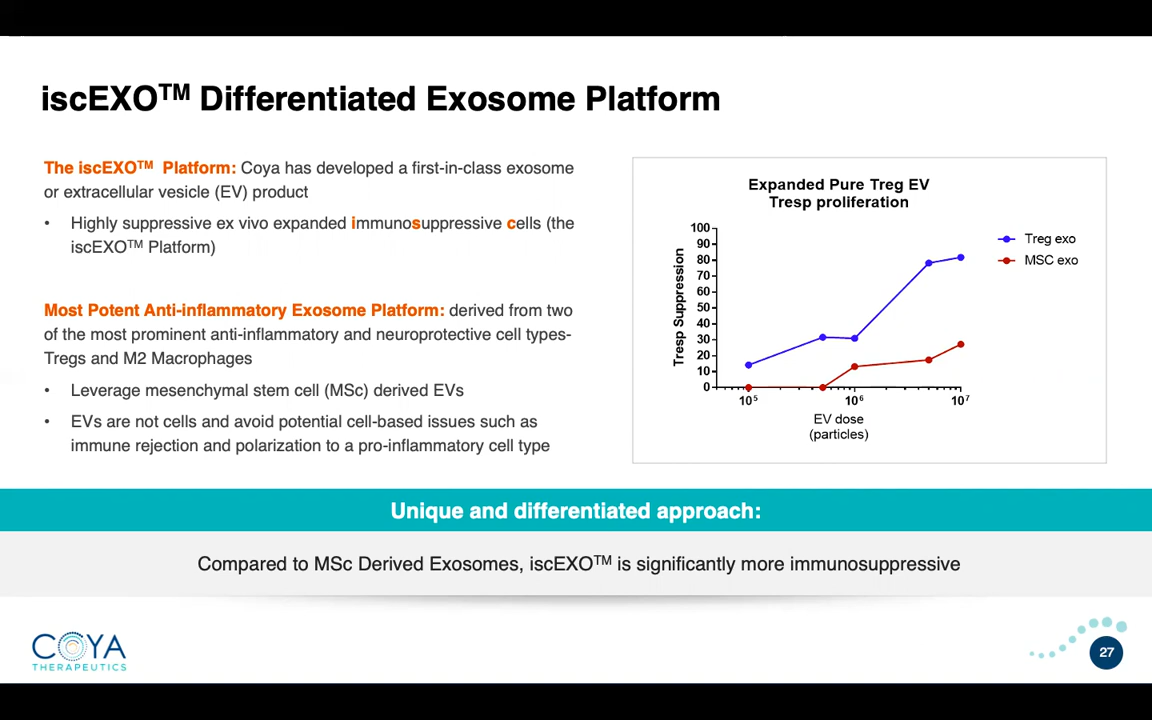 iscEXO™ Differentiated Exosome Platform
The iscEXO™ Platform: Coya has developed a first-in-class exosome
or extracellular vesicle (EV) product
• Highly suppressive ex vivo expanded immunosuppressive cells (the
iscEXO™ Platform)
Most Potent Anti-inflammatory Exosome Platform: derived from two
of the most prominent anti-inflammatory and neuroprotective cell types-
Tregs and M2 Macrophages
• Leverage mesenchymal stem cell (MSc) derived EVs
• EVs are not cells and avoid potential cell-based issues such as
immune rejection and polarization to a pro-inflammatory cell type
Expanded Pure Treg EV
Tresp proliferation
Tresp Suppression
100
90
80
70
60
50
40
30
20
10
0
10⁵ 10⁶ 10⁷
EV dose
(particles)
Treg exo
MSC exo
Unique and differentiated approach:
Compared to MSc Derived Exosomes, iscEXO™ is significantly more immunosuppressive
COYA
THERAPEUTICS
27